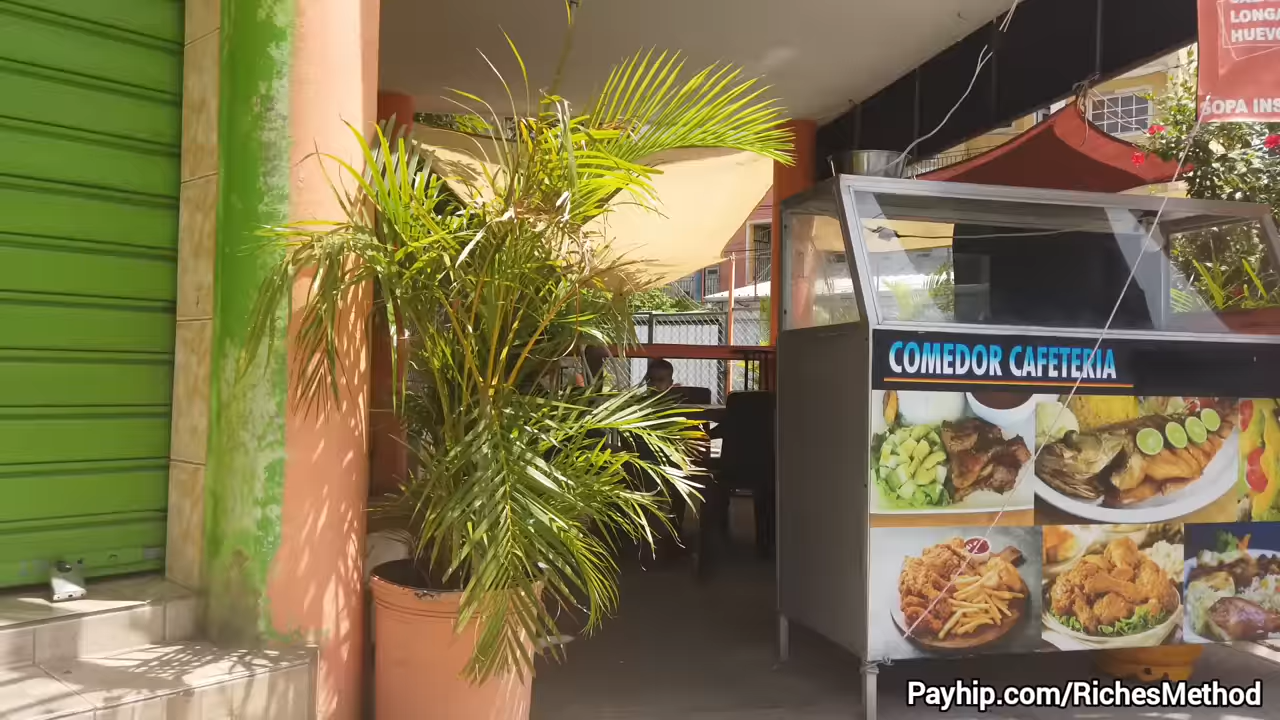 LONGA
HUEVO
SOPA INS
COMEDOR CAFETERIA
Payhip.com/RichesMethod